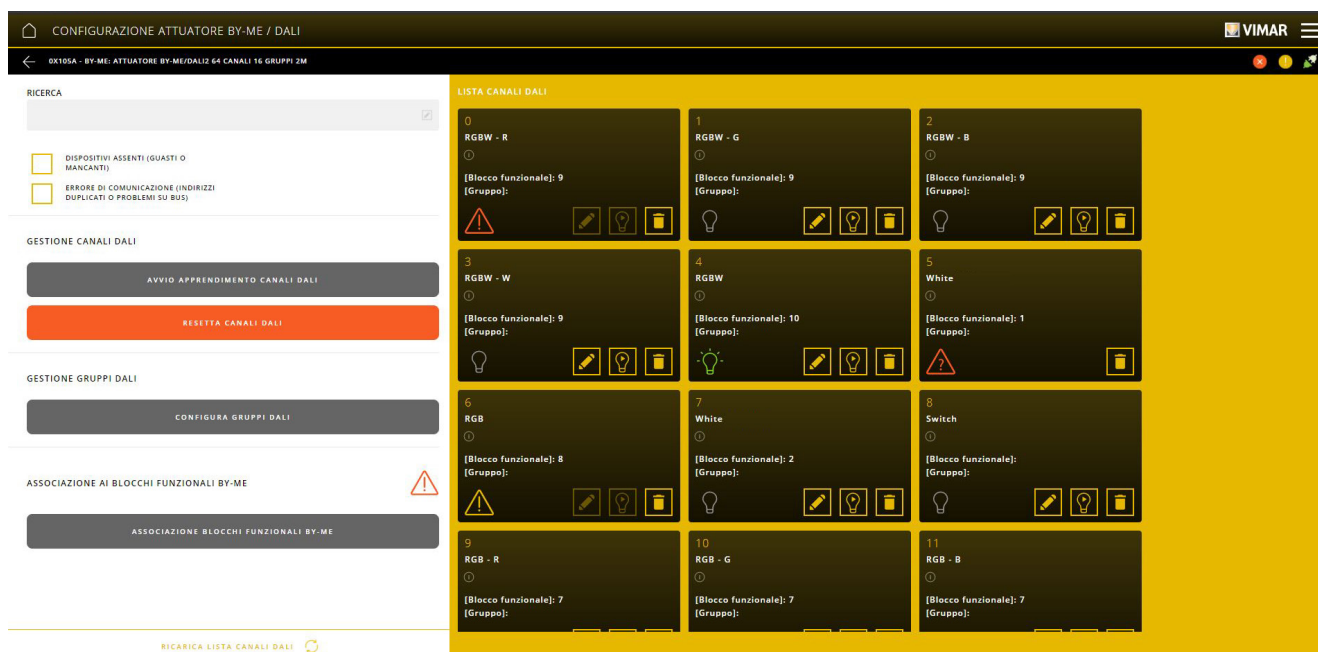 CONFIGURAZIONE ATTUATORE BY-ME / DALI
VIMAR
0X105A - BY-ME: ATTUATORE BY-ME/DALI2 64 CANALI 16 GRUPPI 2M
RICERCA
DISPOSITIVI ASSENTI (GUASTI O
MANCANTI)
ERRORE DI COMUNICAZIONE (INDIRIZZI
DUPLICATI O PROBLEMI SU BUS)
GESTIONE CANALI DALI
AVVIO APPRENDIMENTO CANALI DALI
RESETTA CANALI DALI
GESTIONE GRUPPI DALI
CONFIGURA GRUPPI DALI
ASSOCIAZIONE AI BLOCCHI FUNZIONALI BY-ME
ASSOCIAZIONE BLOCCHI FUNZIONALI BY-ME
RICARICA LISTA CANALI DALI
LISTA CANALI DALI
0
RGBW - R
[Blocco funzionale]: 9
[Gruppo]:
1
RGBW - G
[Blocco funzionale]: 9
[Gruppo]:
2
RGBW - B
[Blocco funzionale]: 9
[Gruppo]:
3
RGBW - W
[Blocco funzionale]: 9
[Gruppo]:
4
RGBW
[Blocco funzionale]: 10
[Gruppo]:
5
White
[Blocco funzionale]: 1
[Gruppo]:
6
RGB
[Blocco funzionale]: 8
[Gruppo]:
7
White
[Blocco funzionale]: 2
[Gruppo]:
8
Switch
[Blocco funzionale]:
[Gruppo]:
9
RGB - R
[Blocco funzionale]: 7
[Gruppo]:
10
RGB - G
[Blocco funzionale]: 7
[Gruppo]:
11
RGB - B
[Blocco funzionale]: 7
[Gruppo]: